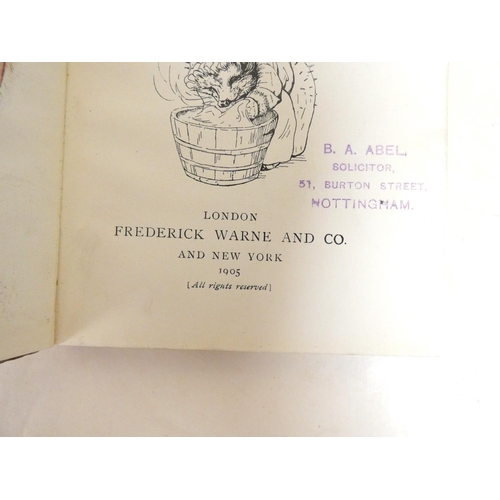 B. A. ABEL,
SOLICITOR,
51, BURTON STREET,
NOTTINGHAM.
LONDON
FREDERICK WARNE AND CO.
AND NEW YORK
1905
[All rights reserved]